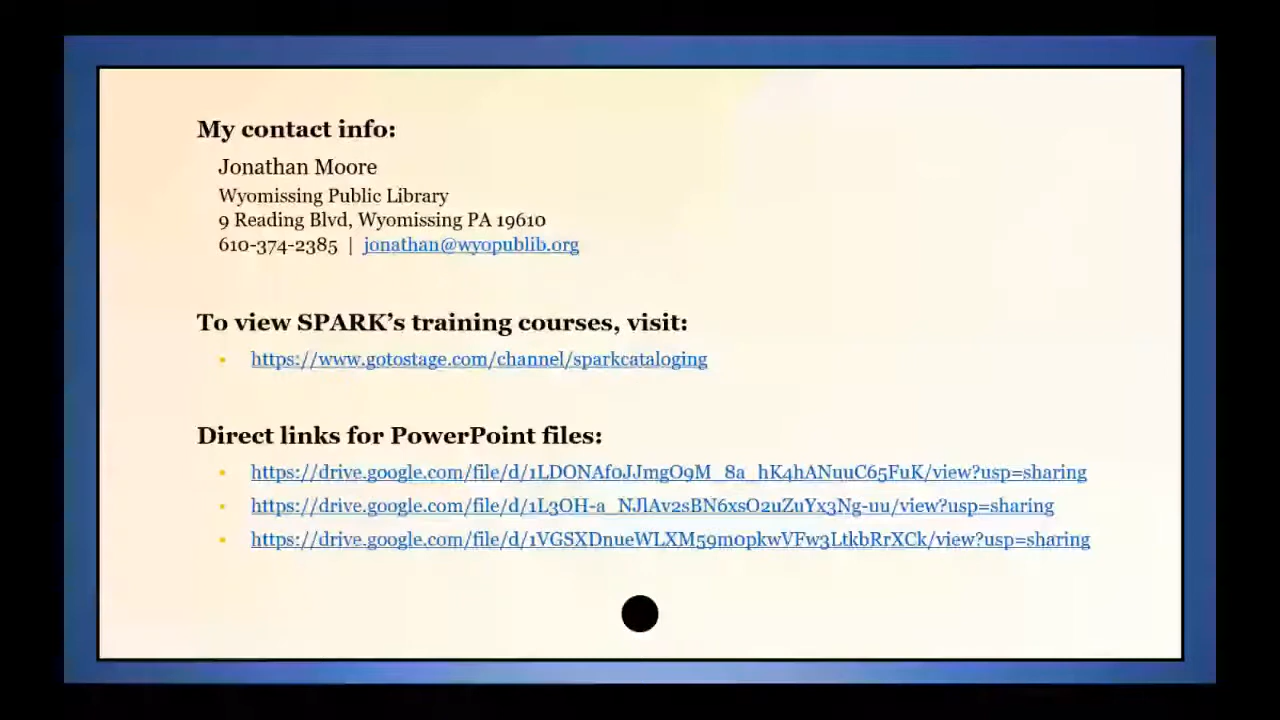 My contact info:
Jonathan Moore
Wyomissing Public Library
9 Reading Blvd, Wyomissing PA 19610
610-374-2385 | jonathan@wyopublib.org
To view SPARK’s training courses, visit:
https://www.gotostage.com/channel/sparkcataloging
Direct links for PowerPoint files:
https://drive.google.com/file/d/1LDONAf0JJmgO9M_8a_hK4hANuuC65FuK/view?usp=sharing
https://drive.google.com/file/d/1L3OH-a_NJlAv2sBN6xsO2uZuYx3Ng-uu/view?usp=sharing
https://drive.google.com/file/d/1VGSXDnueWLXM59m0pkwVFw3LtkbRrXCk/view?usp=sharing